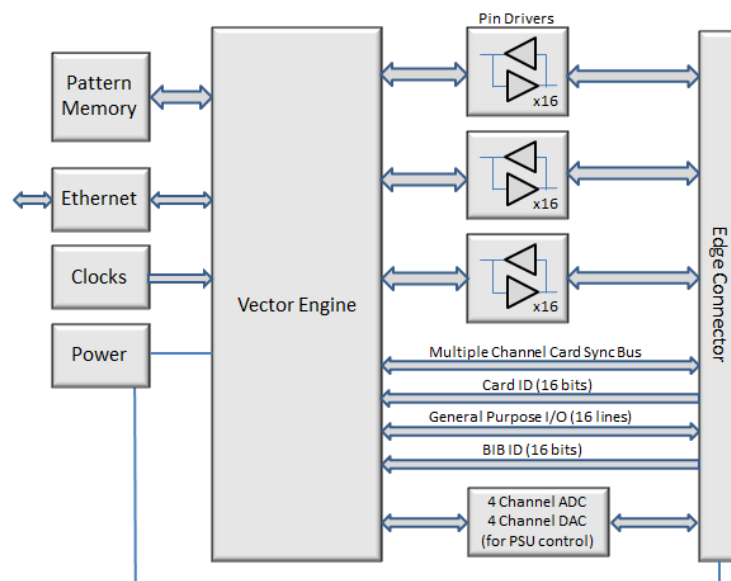 Pin Drivers
Pattern
Memory
x16
Ethernet
x16
Clocks
Vector Engine
x16
Edge Connector
Power
Multiple Channel Card Sync Bus
Card ID (16 bits)
General Purpose I/O (16 lines)
BIB ID (16 bits)
4 Channel ADC
4 Channel DAC
(for PSU control)